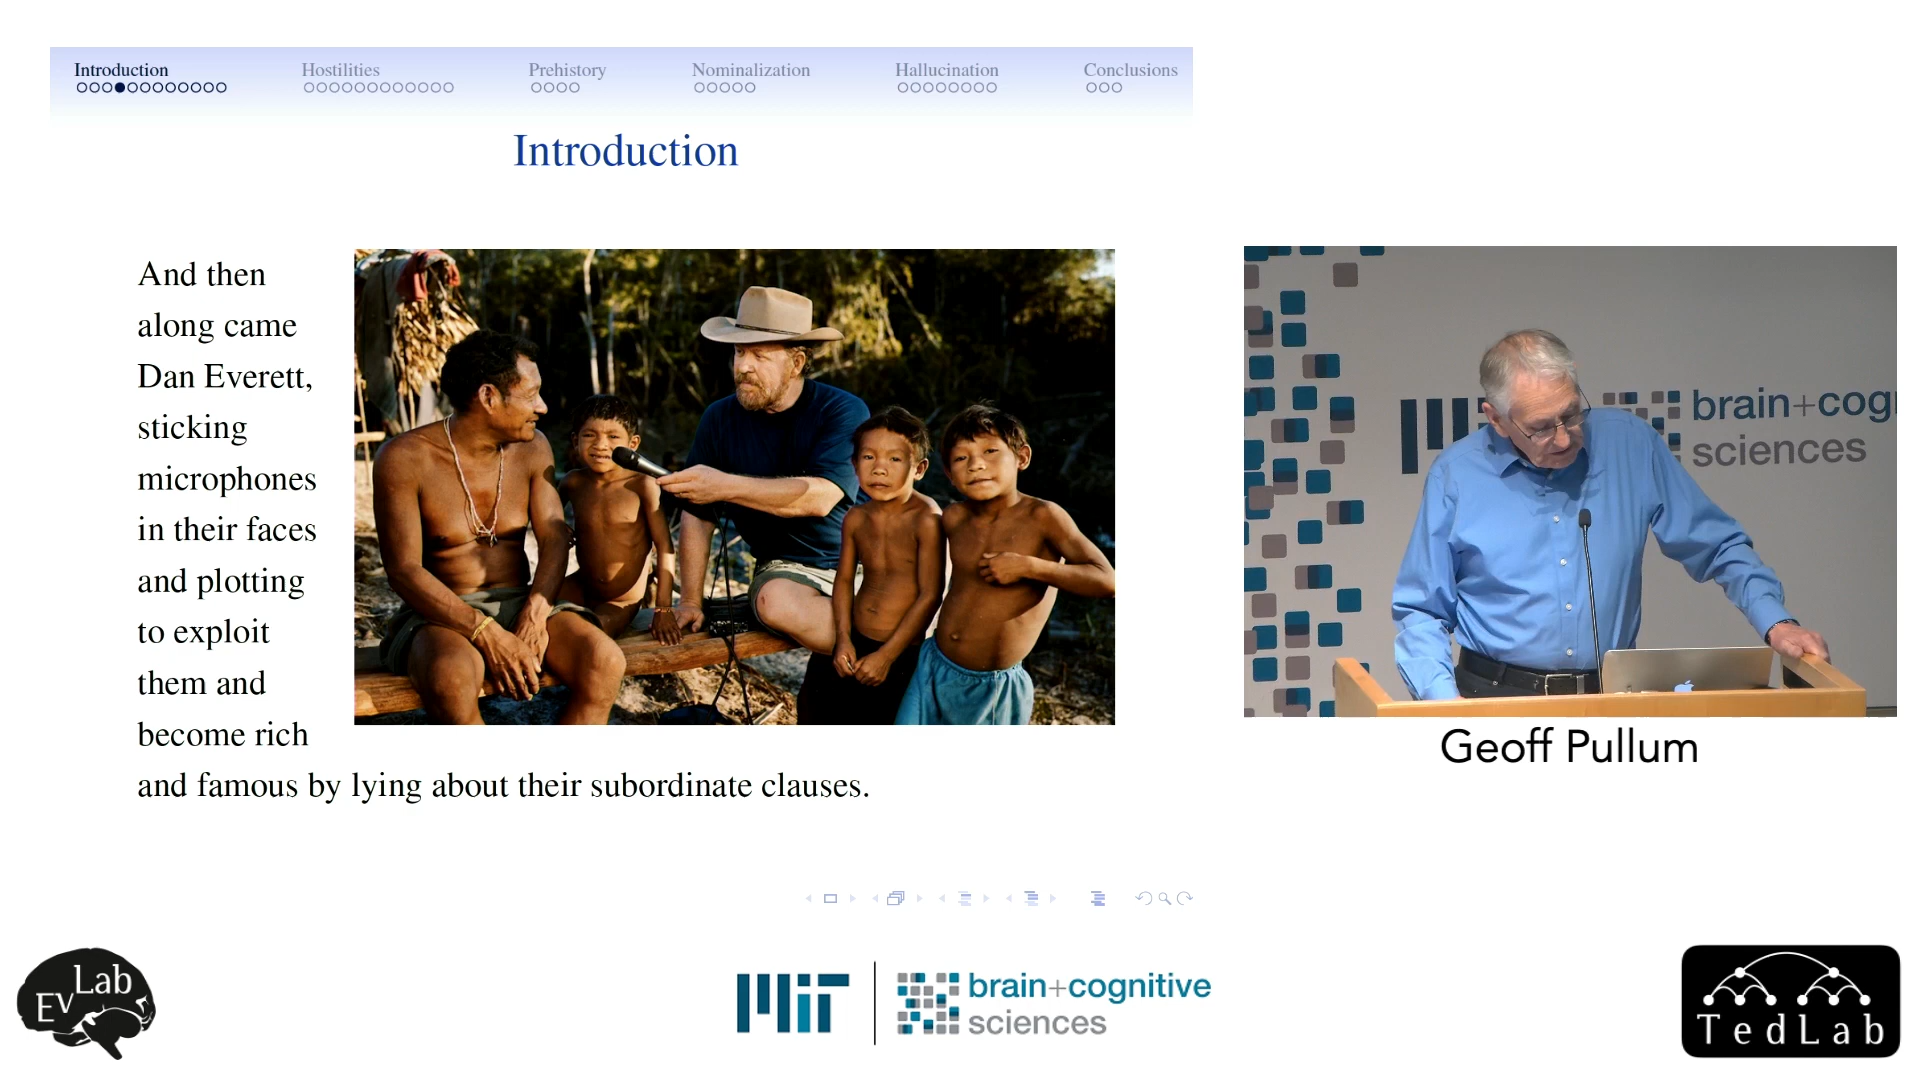 Introduction
Hostilities
Prehistory
Nominalization
Hallucination
Conclusions
Introduction
And then
along came
Dan Everett,
sticking
microphones
in their faces
and plotting
to exploit
them and
become rich
and famous by lying about their subordinate clauses.
brain+cog
sciences
Geoff Pullum
EvLab
MIT
brain+cognitive
sciences
TedLab